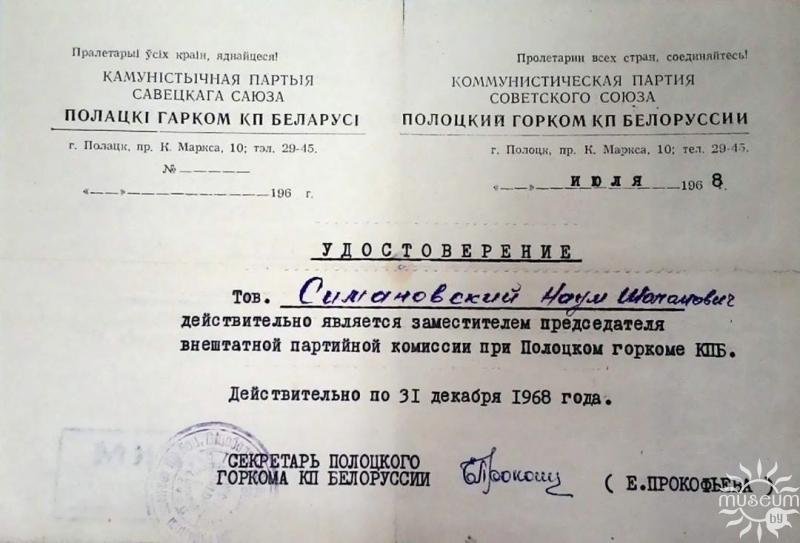 Пралетарыі ўсіх краін, яднайцеся!
КАМУНІСТЫЧНАЯ ПАРТЫЯ
САВЕЦКАГА САЮЗА
ПОЛАЦКІ ГАРКОМ КП БЕЛАРУСІ
г. Полацк, пр. К. Маркса, 10; тэл. 29-45.
№
«——»————196 г.
Пролетарии всех стран, соединяйтесь!
КОММУНИСТИЧЕСКАЯ ПАРТИЯ
СОВЕТСКОГО СОЮЗА
ПОЛОЦКИЙ ГОРКОМ КП БЕЛОРУССИИ
г. Полоцк, пр. К. Маркса, 10; тел. 29-45.
«——» июля 1968.
УДОСТОВЕРЕНИЕ
Тов. Симановский Наум
действительно является заместителем председателя
внештатной партийной комиссии при Полоцком горкоме КПБ.
Действительно по 31 декабря 1968 года.
СЕКРЕТАРЬ ПОЛОЦКОГО
ГОРКОМА КП БЕЛОРУССИИ
( Е.ПРОКОФЬЕВА )
museum
by